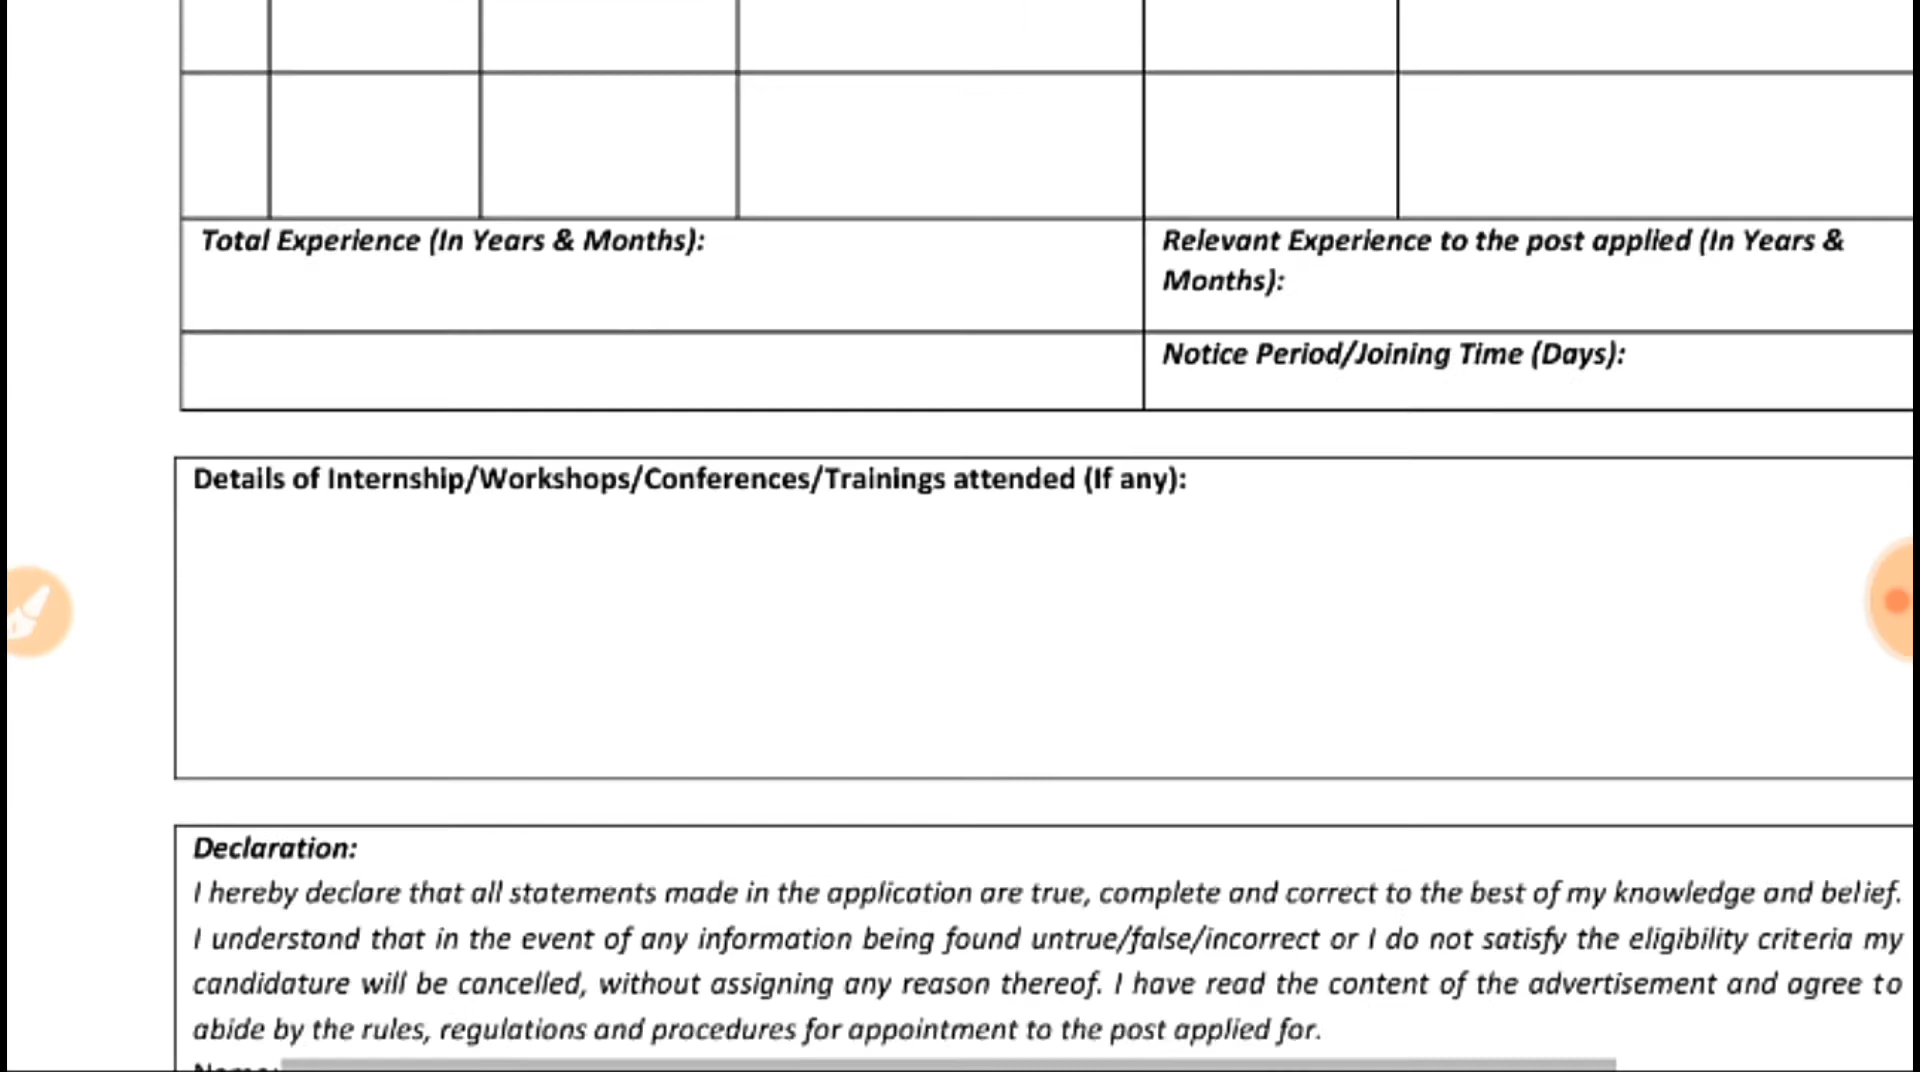 Total Experience (In Years & Months):
Relevant Experience to the post applied (In Years &
Months):
Notice Period/Joining Time (Days):
Details of Internship/Workshops/Conferences/Trainings attended (If any):
Declaration:
I hereby declare that all statements made in the application are true, complete and correct to the best of my knowledge and belief.
I understand that in the event of any information being found untrue/false/incorrect or I do not satisfy the eligibility criteria my
candidature will be cancelled, without assigning any reason thereof. I have read the content of the advertisement and agree to
abide by the rules, regulations and procedures for appointment to the post applied for.